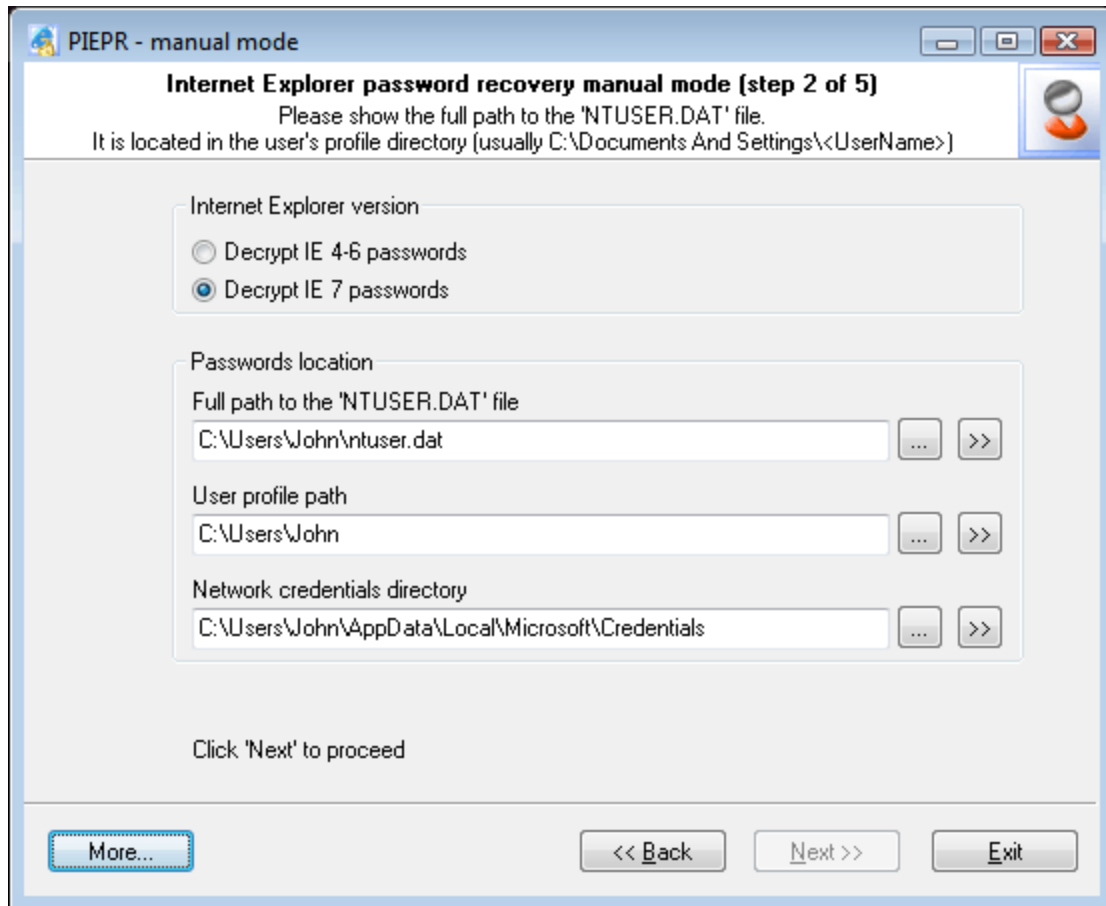 PIEPR - manual mode
Internet Explorer password recovery manual mode (step 2 of 5)
Please show the full path to the 'NTUSER.DAT' file.
It is located in the user's profile directory (usually C:\Documents And Settings\<UserName>)
Internet Explorer version
Decrypt IE 4-6 passwords
Decrypt IE 7 passwords
Passwords location
Full path to the 'NTUSER.DAT' file
C:\Users\John\ntuser.dat
...
>>
User profile path
C:\Users\John
...
>>
Network credentials directory
C:\Users\John\AppData\Local\Microsoft\Credentials
...
>>
Click 'Next' to proceed
More...
<< Back
Next >>
Exit